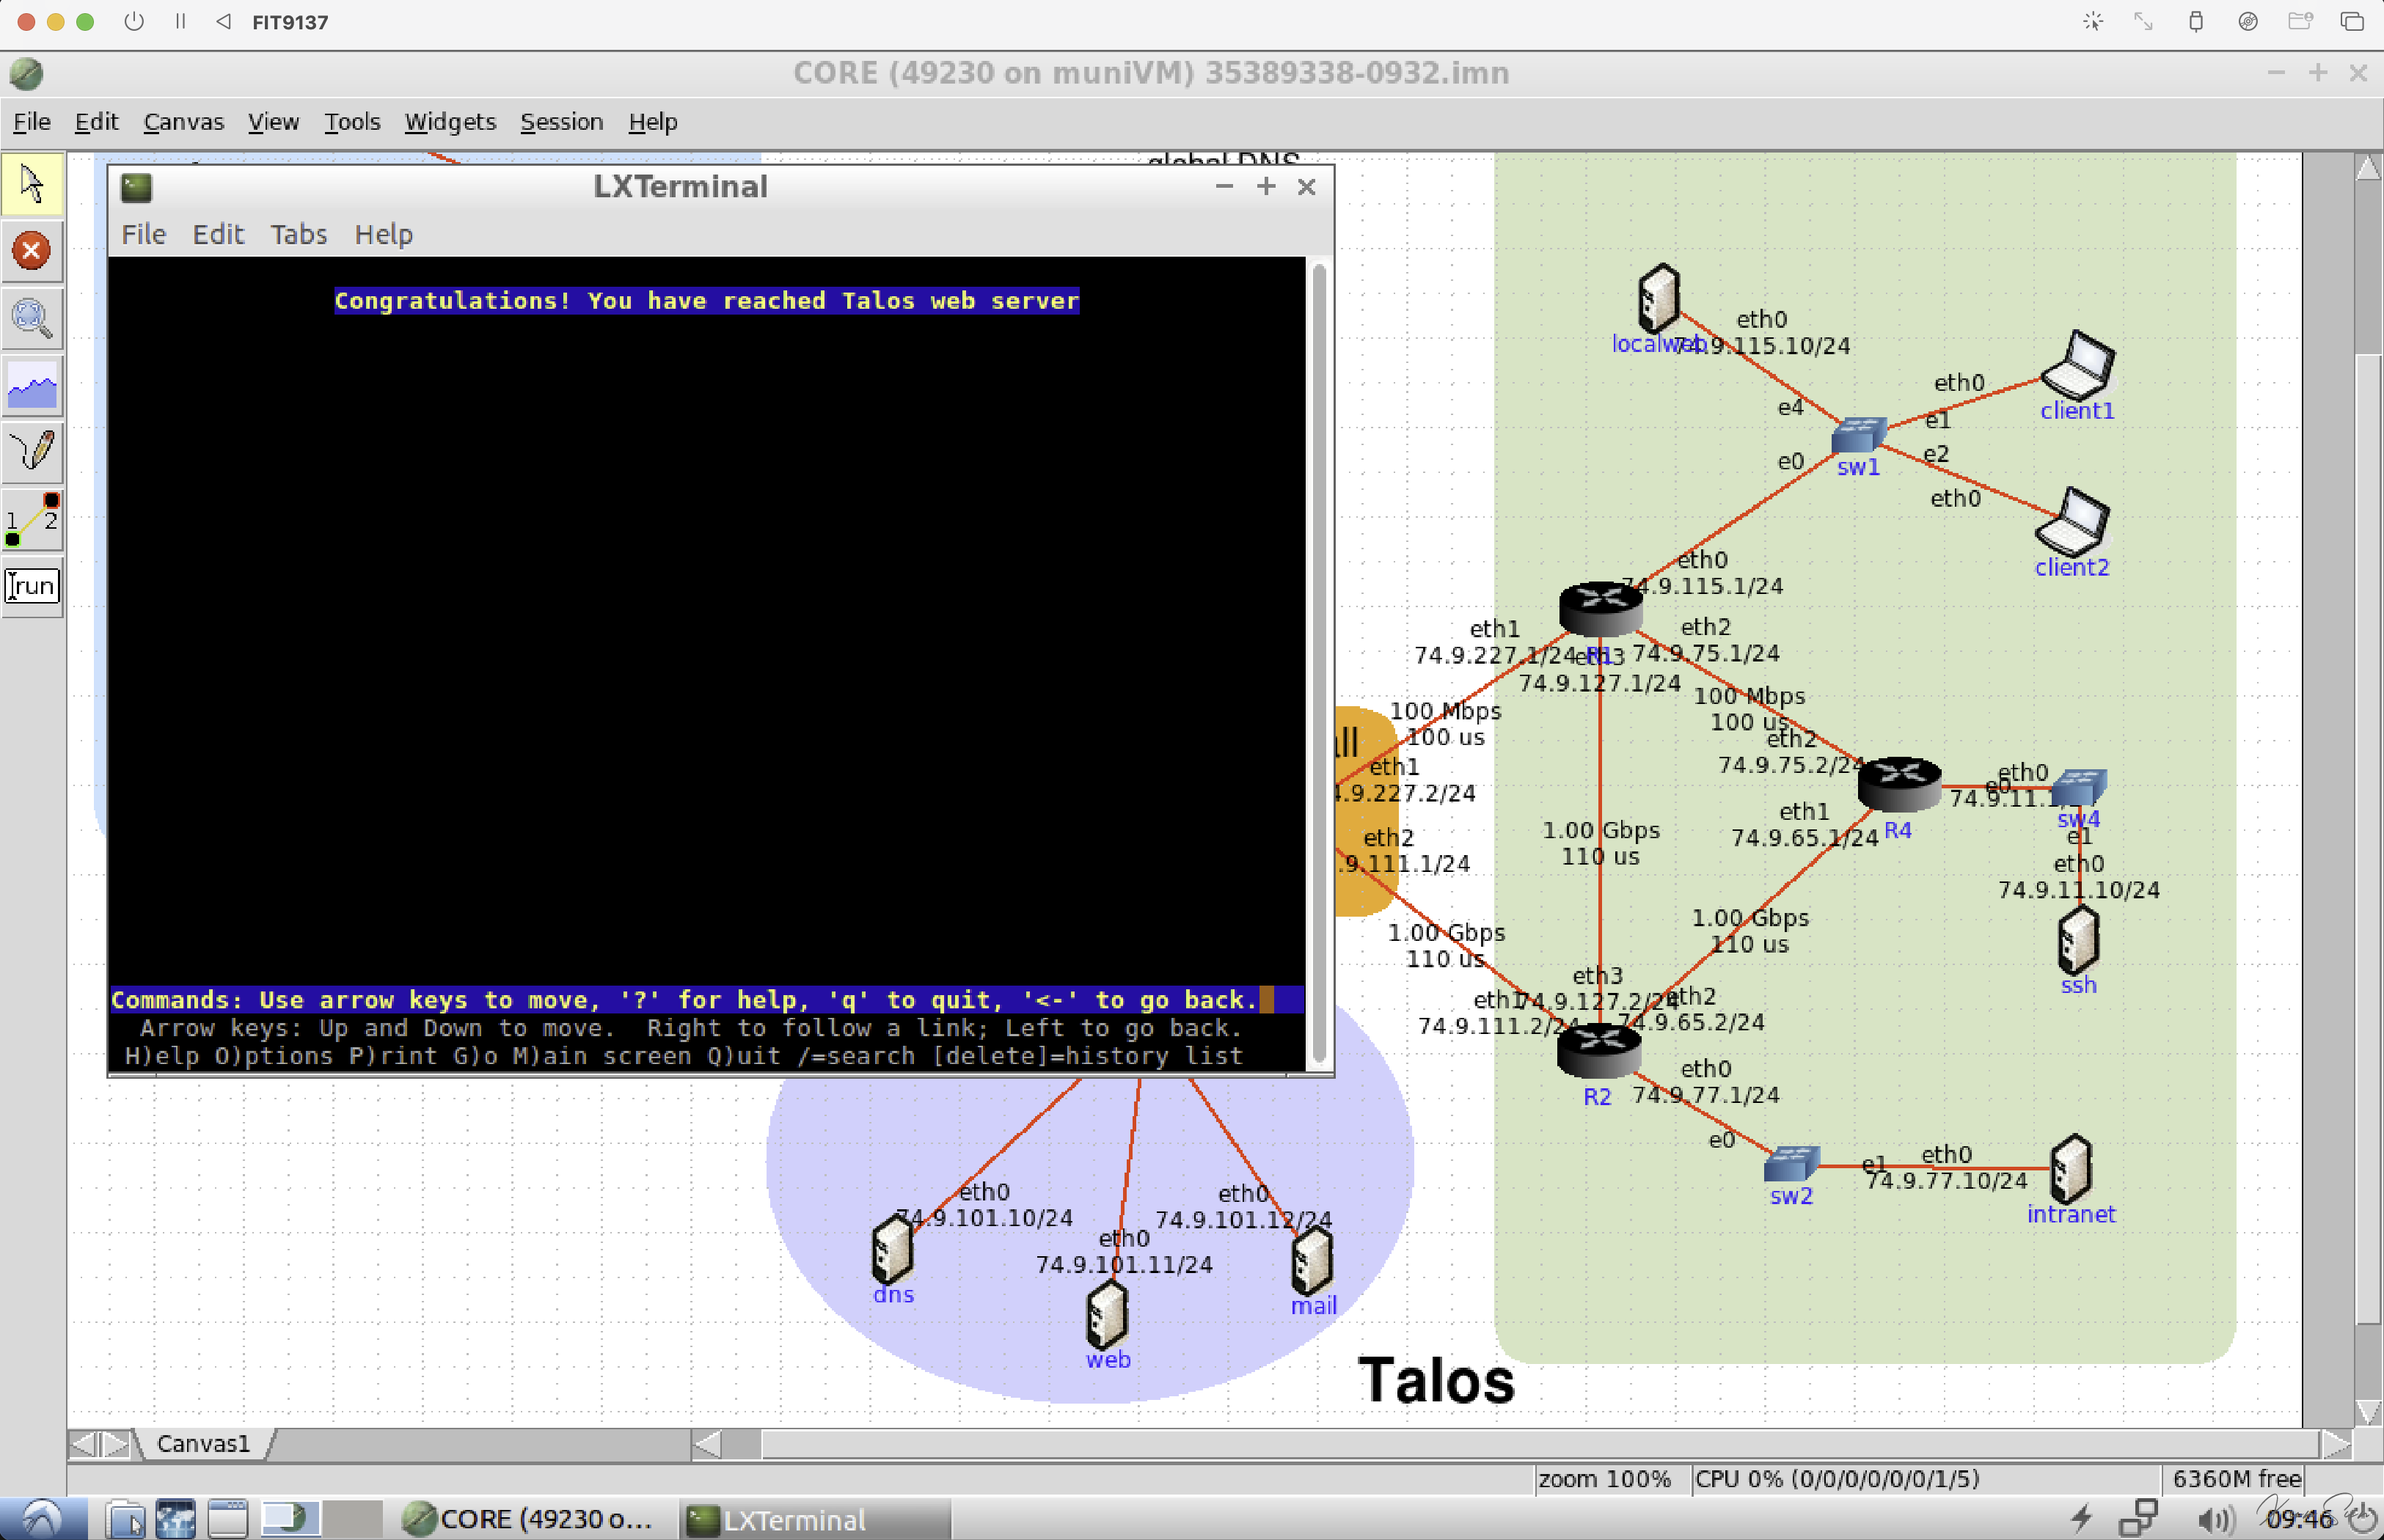 FIT9137
CORE (49230 on muniVM) 35389338-0932.imn
File Edit Canvas View Tools Widgets Session Help
global DNS
LXTerminal
File Edit Tabs Help
Congratulations! You have reached Talos web server
Commands: Use arrow keys to move, '?' for help, 'q' to quit, '<-' to go back.
Arrow keys: Up and Down to move. Right to follow a link; Left to go back.
H)elp O)ptions P)rint G)o M)ain screen Q)uit /=search [delete]=history list
1 2
run
eth0
localweb
74.9.115.10/24
eth0
client1
e4
e1
e0
e2
sw1
eth0
client2
eth0
74.9.115.1/24
eth1
eth2
74.9.227.1/24
eth3
R1
74.9.75.1/24
74.9.127.1/24
100 Mbps
100 us
100 Mbps
100 us
eth2
74.9.75.2/24
ll
eth1
.9.227.2/24
eth0
e0
74.9.11.
sw4
eth1
74.9.65.1/24
R4
e1
1.00 Gbps
110 us
eth2
.9.111.1/24
eth0
74.9.11.10/24
1.00 Gbps
110 us
1.00 Gbps
110 us
ssh
eth3
74.9.127.2/24
eth1
74.9.111.2/24
eth2
74.9.65.2/24
R2
eth0
74.9.77.1/24
e0
sw2
e1
eth0
74.9.77.10/24
intranet
eth0
74.9.101.10/24
eth0
74.9.101.12/24
eth0
74.9.101.11/24
dns
mail
web
Talos
Canvas1
zoom 100%
CPU 0% (0/0/0/0/0/0/1/5)
6360M free
CORE (49230 o...
LXTerminal
09:46